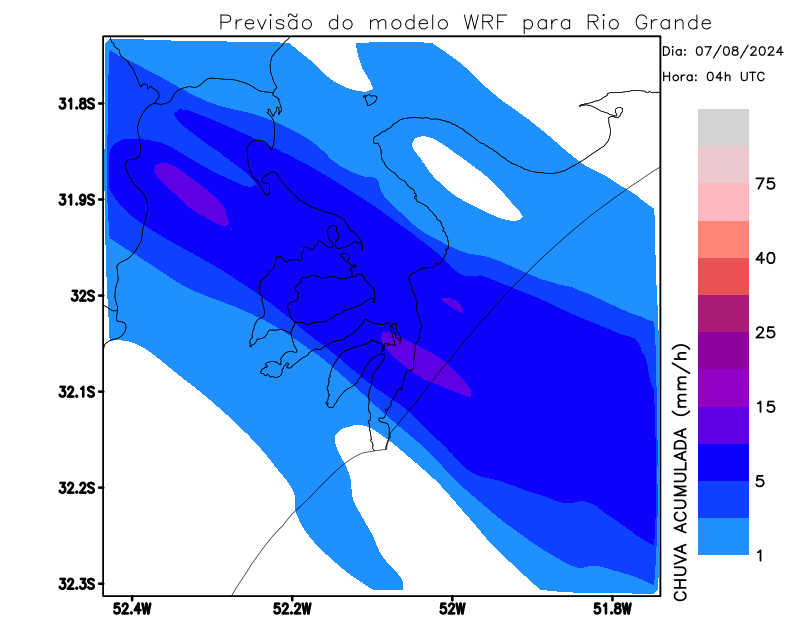 Previsão do modelo WRF para Rio Grande
Dia: 07/08/2024
Hora: 04h UTC
31.8S
31.9S
32S
32.1S
32.2S
32.3S
52.4W
52.2W
52W
51.8W
75
40
25
15
5
1
CHUVA ACUMULADA (mm/h)